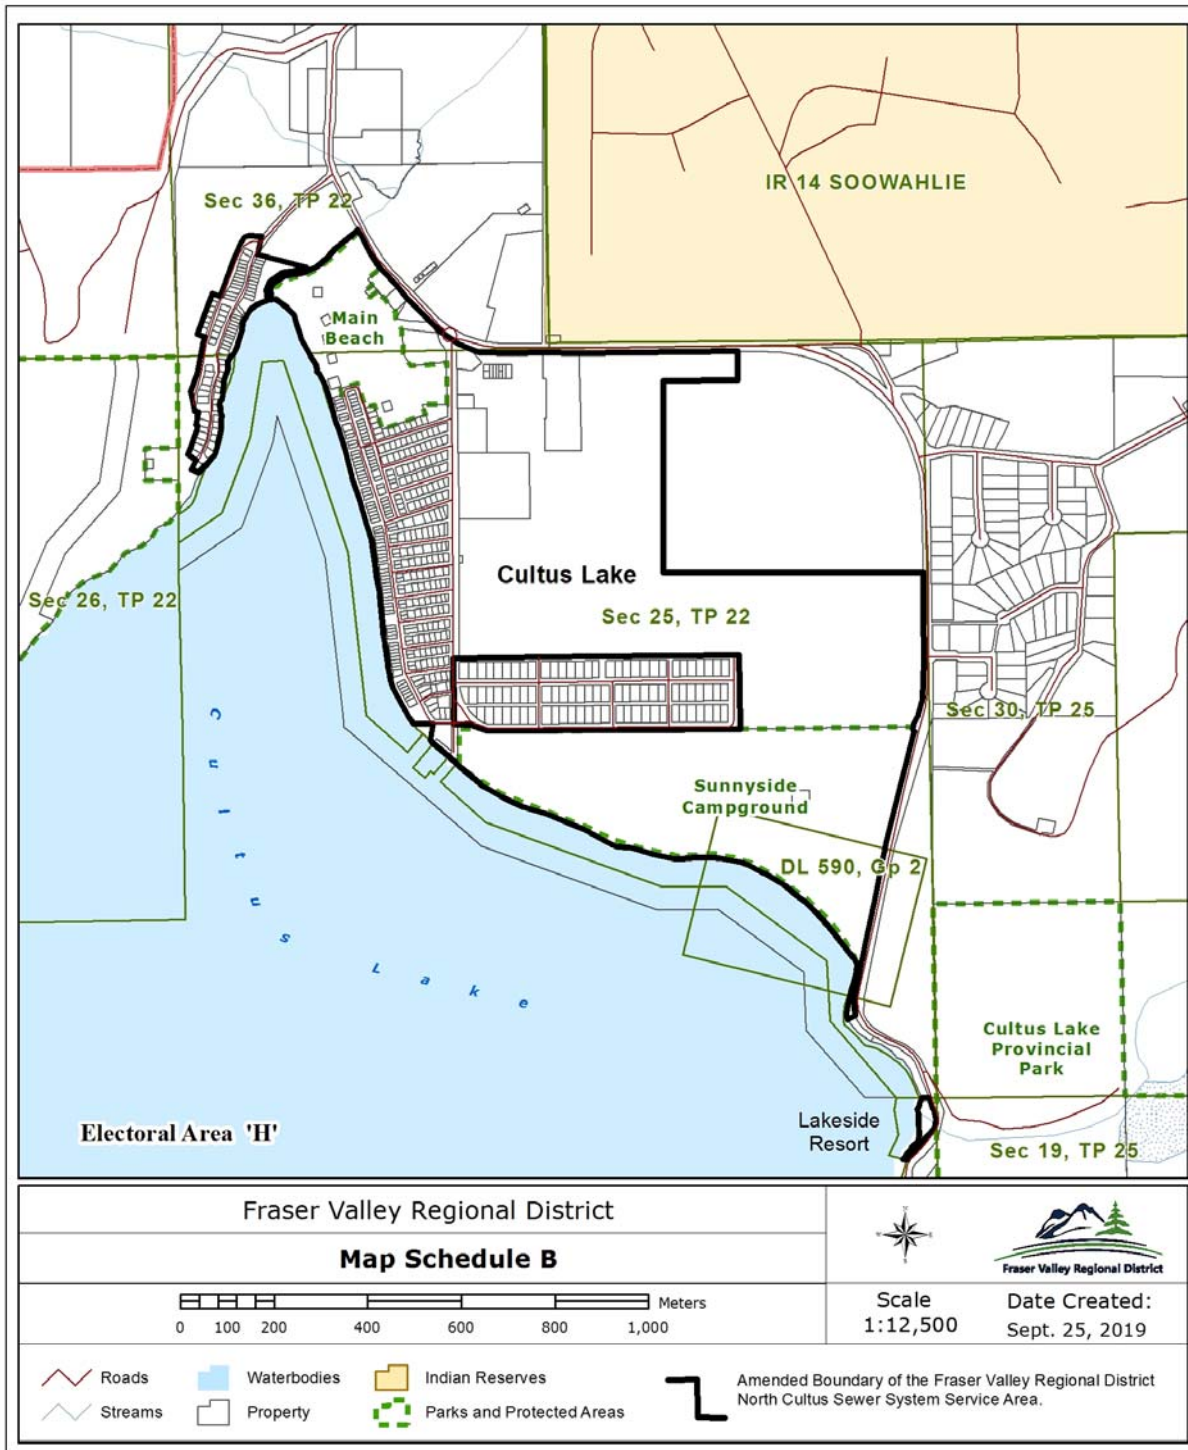 IR 14 SOOWAHLIE
Sec 36, TP 22
Main
Beach
Cultus Lake
Sec 26, TP 22
Sec 25, TP 22
Sec 30, TP 25
Sunnyside
Campground
DL 590, Gp 2
Cultus Lake
Cultus Lake
Provincial
Park
Lakeside
Resort
Electoral Area 'H'
Sec 19, TP 25
Fraser Valley Regional District
Map Schedule B
Meters
0 100 200 400 600 800 1,000
Fraser Valley Regional District
Scale
1:12,500
Date Created:
Sept. 25, 2019
Roads
Waterbodies
Indian Reserves
Streams
Property
Parks and Protected Areas
Amended Boundary of the Fraser Valley Regional District
North Cultus Sewer System Service Area.